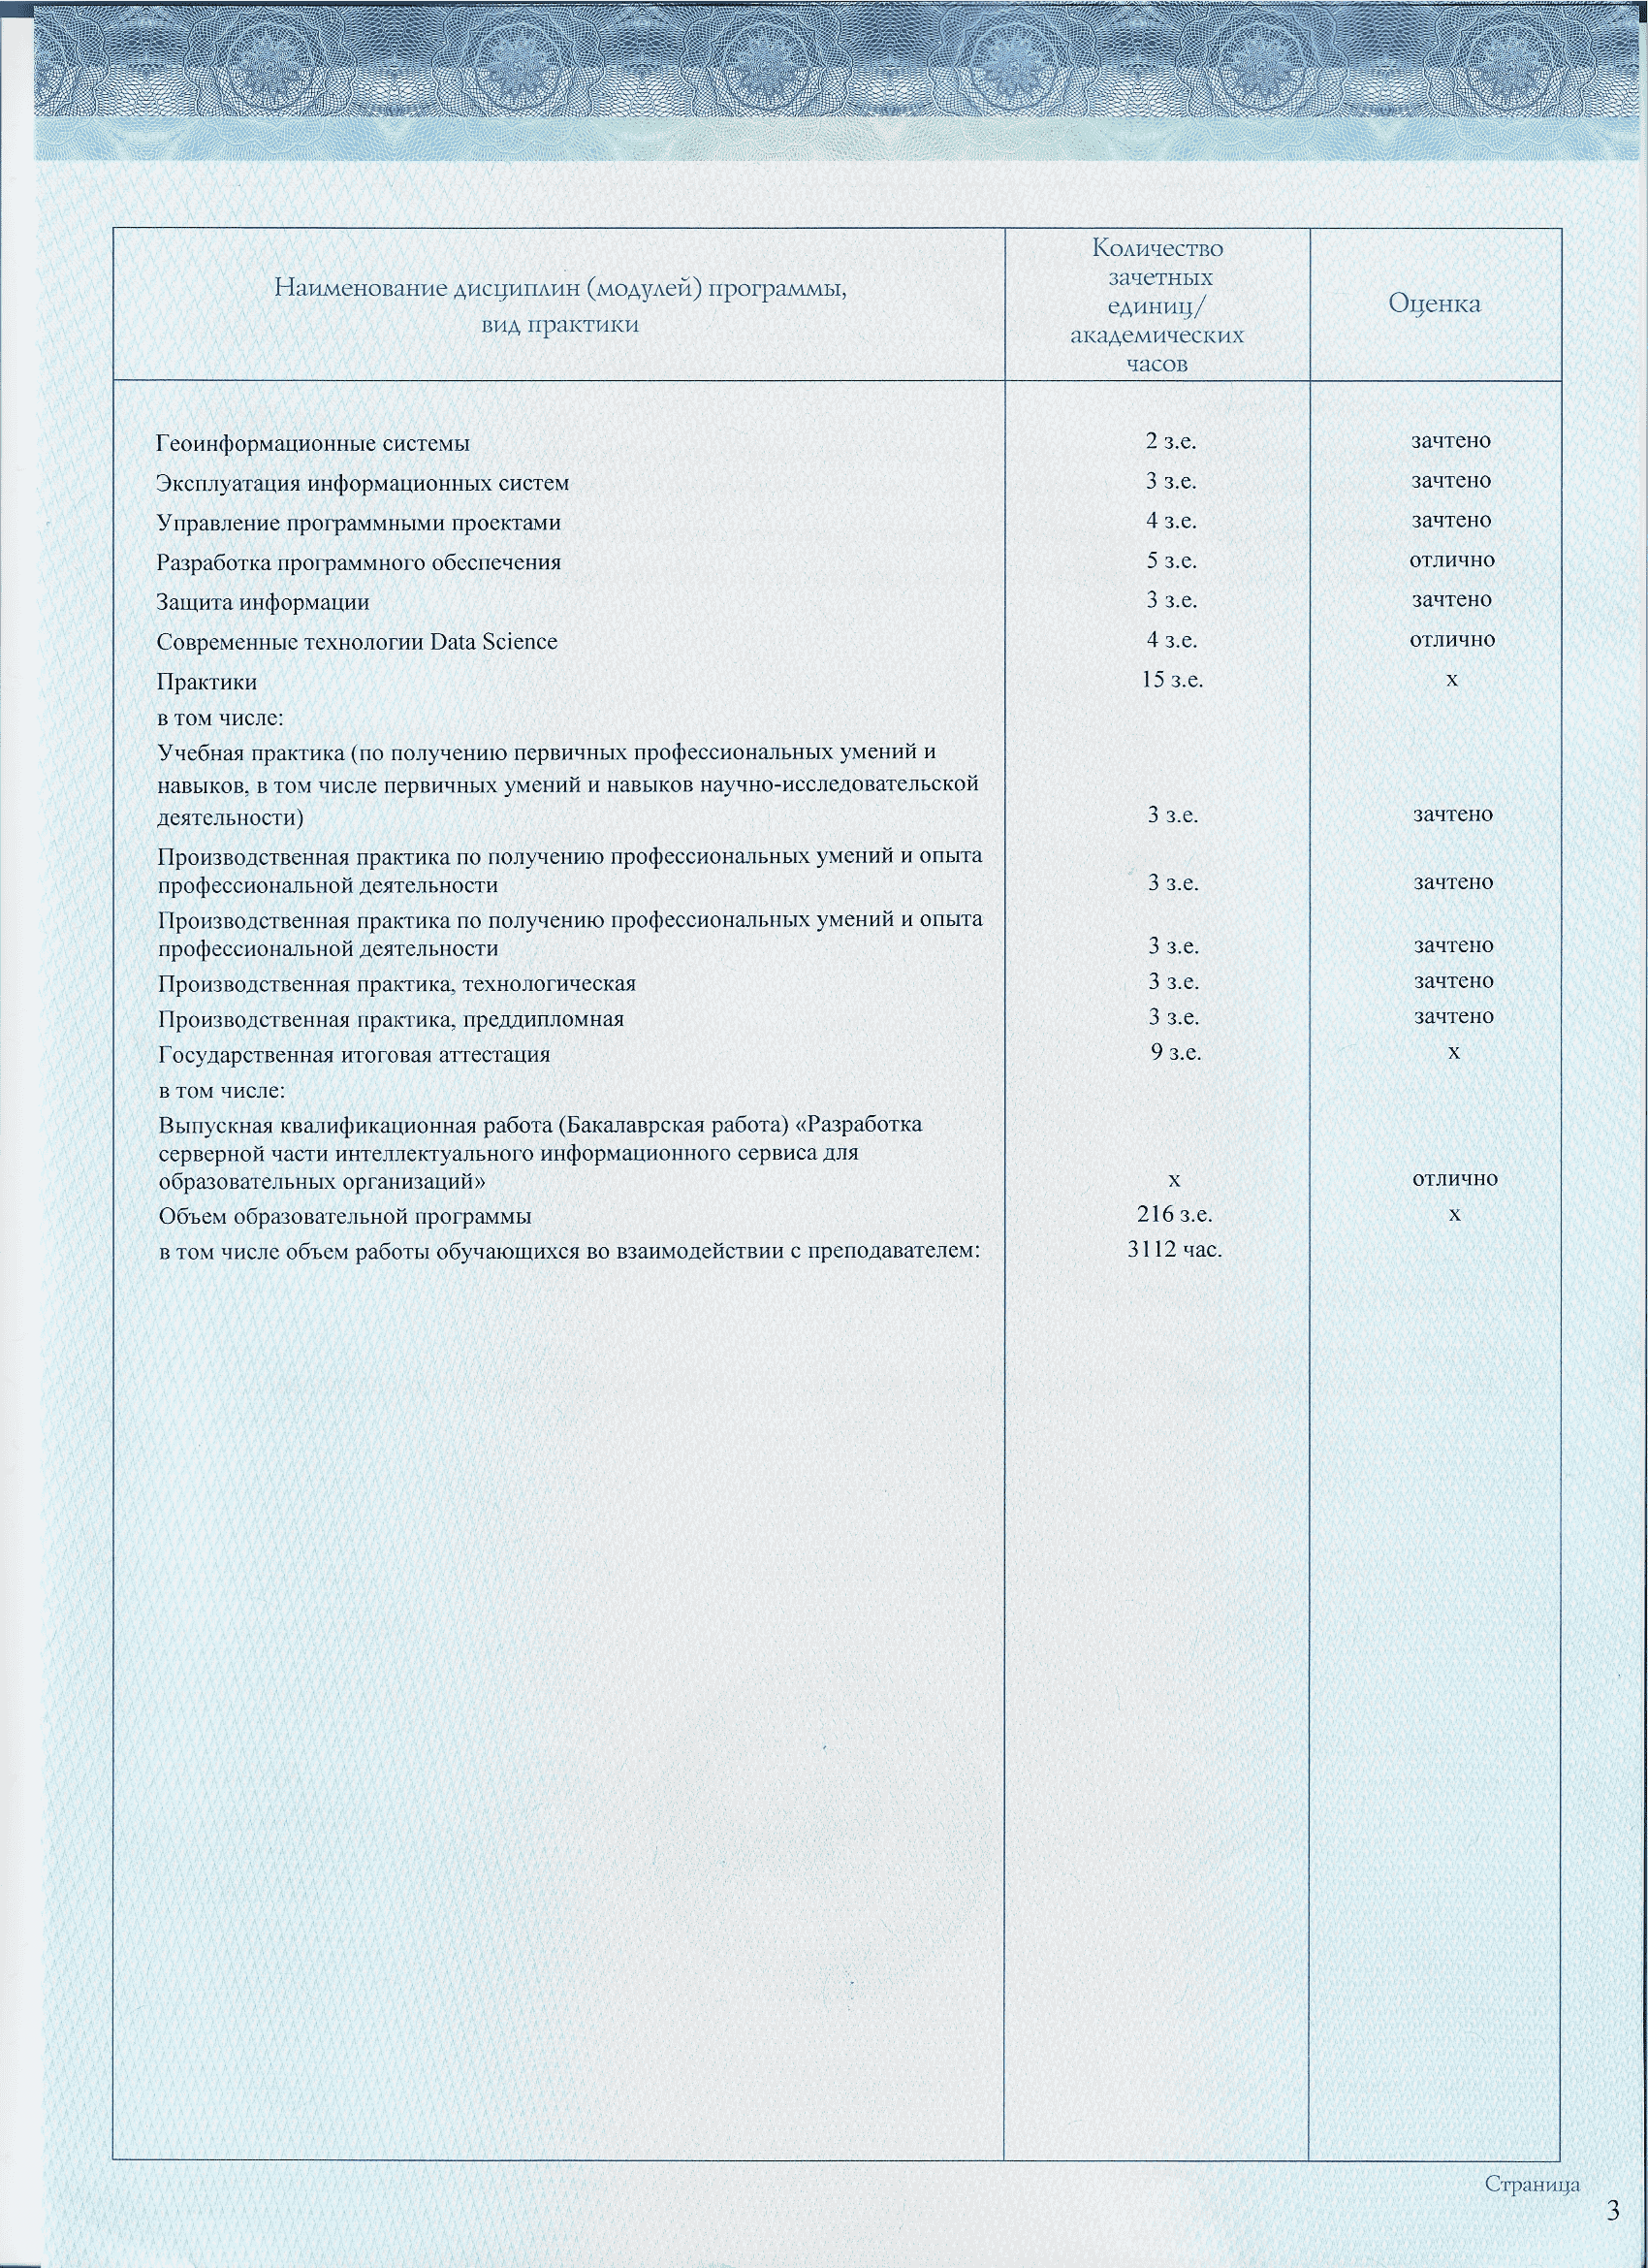 Наименование дисциплин (модулей) программы,
вид практики
Количество
зачетных
единиц/
академических
часов
Оценка
Геоинформационные системы 2 з.е. зачтено
Эксплуатация информационных систем 3 з.е. зачтено
Управление программными проектами 4 з.е. зачтено
Разработка программного обеспечения 5 з.е. отлично
Защита информации 3 з.е. зачтено
Современные технологии Data Science 4 з.е. отлично
Практики 15 з.е. х
в том числе:
Учебная практика (по получению первичных профессиональных умений и
навыков, в том числе первичных умений и навыков научно-исследовательской
деятельности) 3 з.е. зачтено
Производственная практика по получению профессиональных умений и опыта
профессиональной деятельности 3 з.е. зачтено
Производственная практика по получению профессиональных умений и опыта
профессиональной деятельности 3 з.е. зачтено
Производственная практика, технологическая 3 з.е. зачтено
Производственная практика, преддипломная 3 з.е. зачтено
Государственная итоговая аттестация 9 з.е. х
в том числе:
Выпускная квалификационная работа (Бакалаврская работа) «Разработка
серверной части интеллектуального информационного сервиса для
образовательных организаций» х отлично
Объем образовательной программы 216 з.е. х
в том числе объем работы обучающихся во взаимодействии с преподавателем: 3112 час.
Страница
3